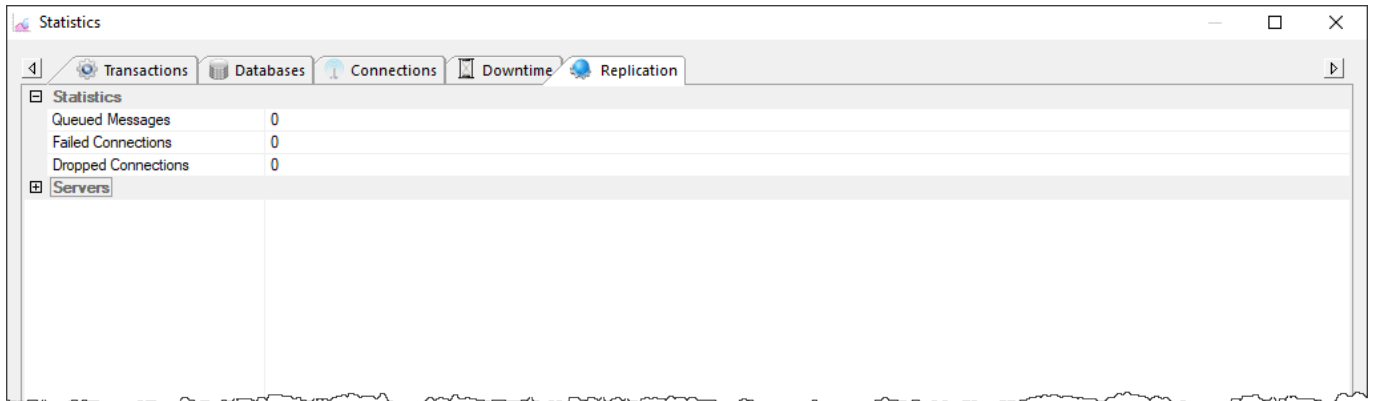 Statistics
Transactions Databases Connections Downtime Replication
Statistics
Queued Messages 0
Failed Connections 0
Dropped Connections 0
Servers